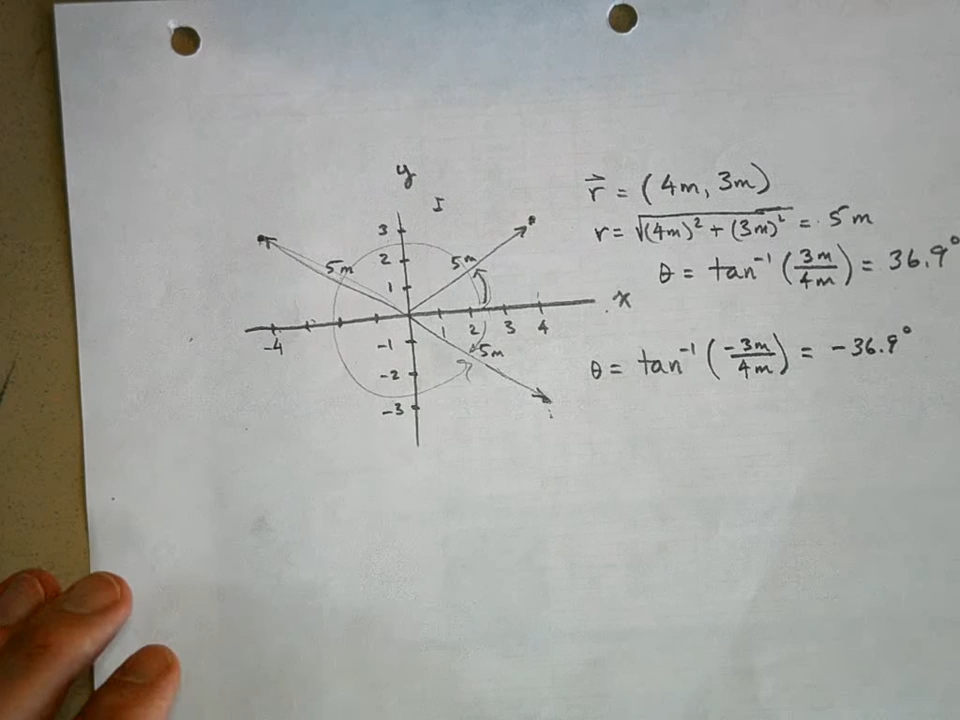 y
I
3
2
1
5m
5m
x
1 2 3 4
-4
-1
5m
-2
-3
r⃗ = (4m, 3m)
r = √((4m)² + (3m)²) = 5m
θ = tan⁻¹ (3m/4m) = 36.9°
θ = tan⁻¹ (-3m/4m) = -36.9°